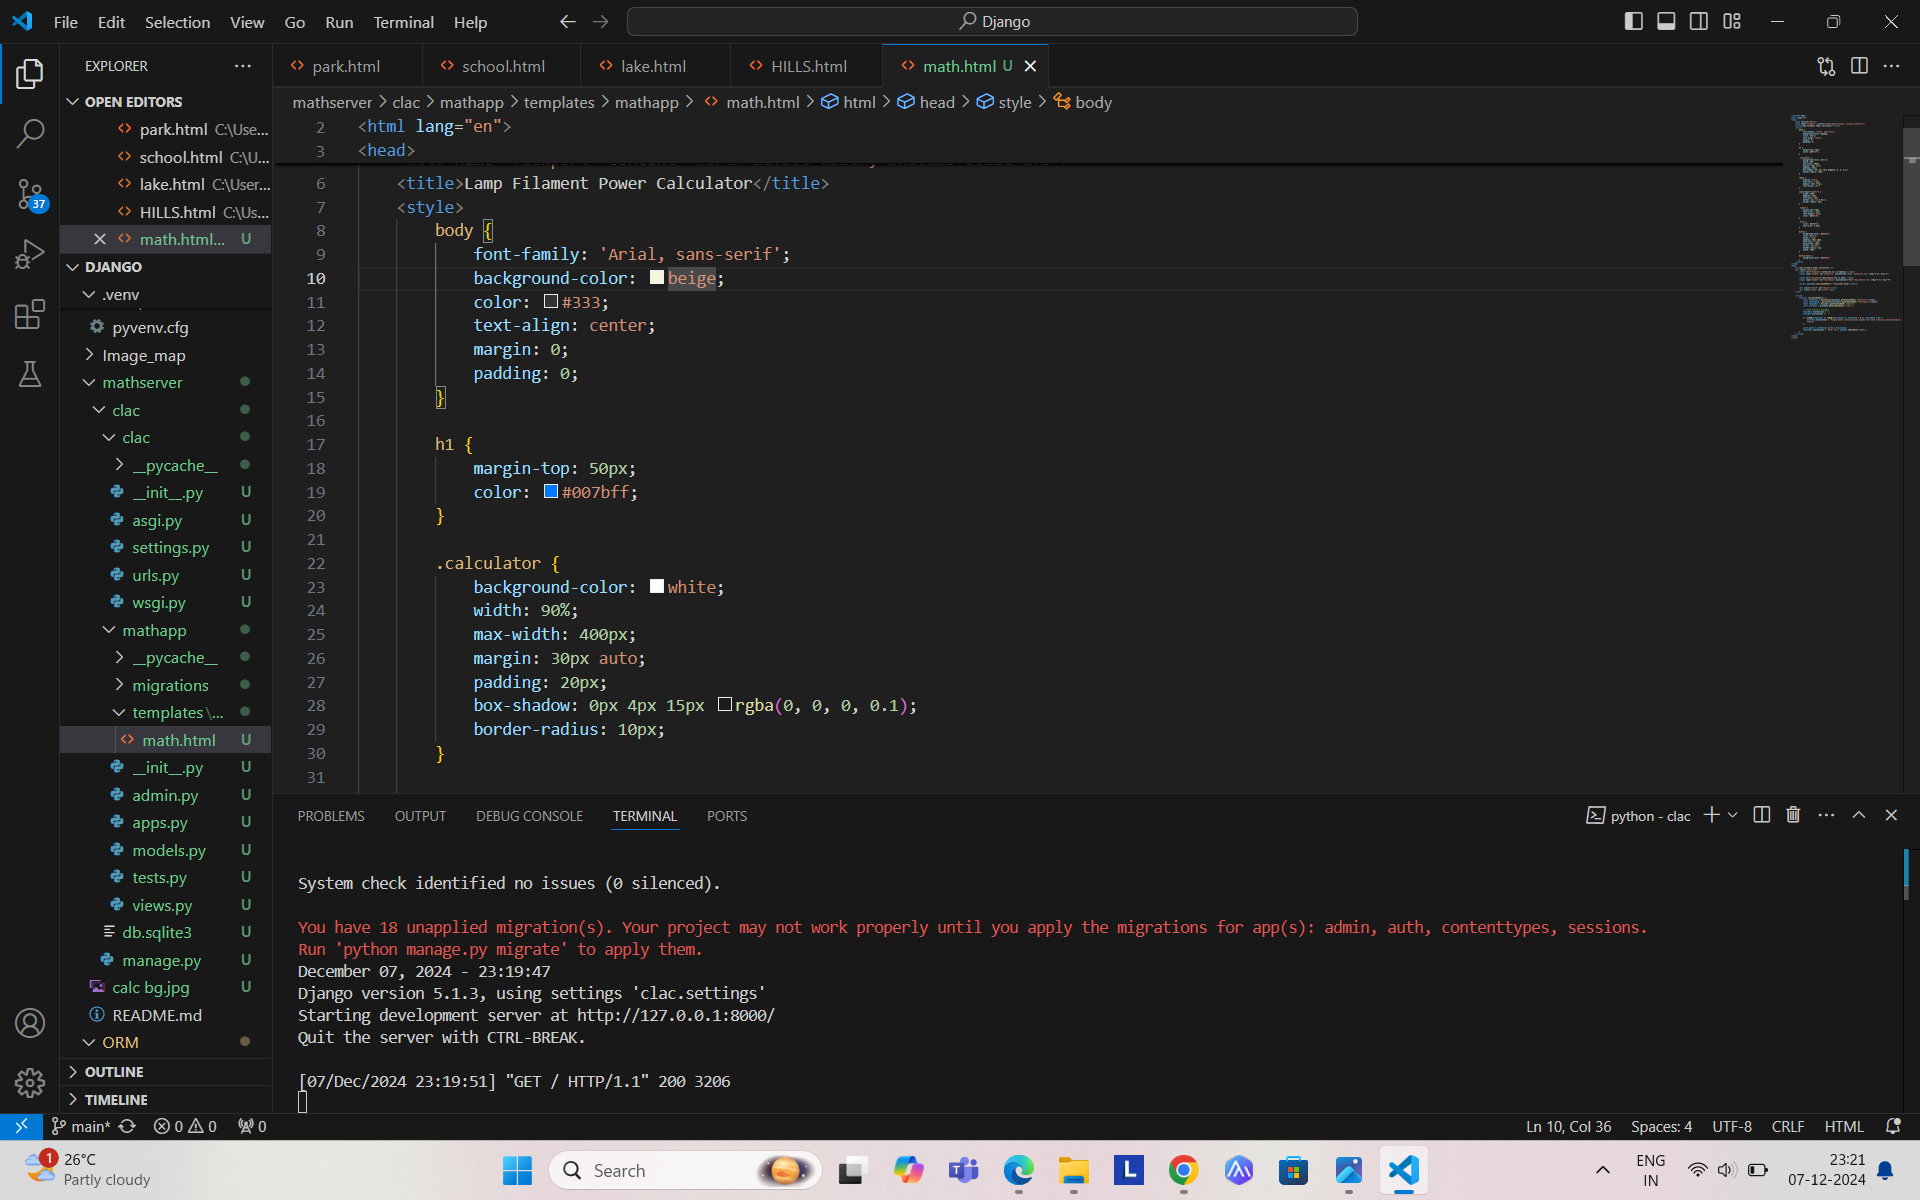 File Edit Selection View Go Run Terminal Help
Django
EXPLORER
OPEN EDITORS
park.html C:\Use...
school.html C:\U...
lake.html C:\User...
HILLS.html C:\Us...
math.html... U
DJANGO
.venv
pyvenv.cfg
Image_map
mathserver
clac
clac
__pycache__
__init__.py U
asgi.py U
settings.py U
urls.py U
wsgi.py U
mathapp
__pycache__
migrations
templates\...
math.html U
__init__.py U
admin.py U
apps.py U
models.py U
tests.py U
views.py U
db.sqlite3 U
manage.py U
calc bg.jpg U
README.md
ORM
OUTLINE
TIMELINE
37
park.html school.html lake.html HILLS.html math.html U
mathserver > clac > mathapp > templates > mathapp > math.html > html > head > style > body
2 <html lang="en">
3 <head>
6 <title>Lamp Filament Power Calculator</title>
7 <style>
8 body {
9 font-family: 'Arial, sans-serif';
10 background-color: beige;
11 color: #333;
12 text-align: center;
13 margin: 0;
14 padding: 0;
15 }
16
17 h1 {
18 margin-top: 50px;
19 color: #007bff;
20 }
21
22 .calculator {
23 background-color: white;
24 width: 90%;
25 max-width: 400px;
26 margin: 30px auto;
27 padding: 20px;
28 box-shadow: 0px 4px 15px rgba(0, 0, 0, 0.1);
29 border-radius: 10px;
30 }
31
PROBLEMS OUTPUT DEBUG CONSOLE TERMINAL PORTS
python - clac
System check identified no issues (0 silenced).
You have 18 unapplied migration(s). Your project may not work properly until you apply the migrations for app(s): admin, auth, contenttypes, sessions.
Run 'python manage.py migrate' to apply them.
December 07, 2024 - 23:19:47
Django version 5.1.3, using settings 'clac.settings'
Starting development server at http://127.0.0.1:8000/
Quit the server with CTRL-BREAK.
[07/Dec/2024 23:19:51] "GET / HTTP/1.1" 200 3206
main* 0 0 0
Ln 10, Col 36 Spaces: 4 UTF-8 CRLF HTML
1
26°C
Partly cloudy
Search
L
ENG
IN
23:21
07-12-2024